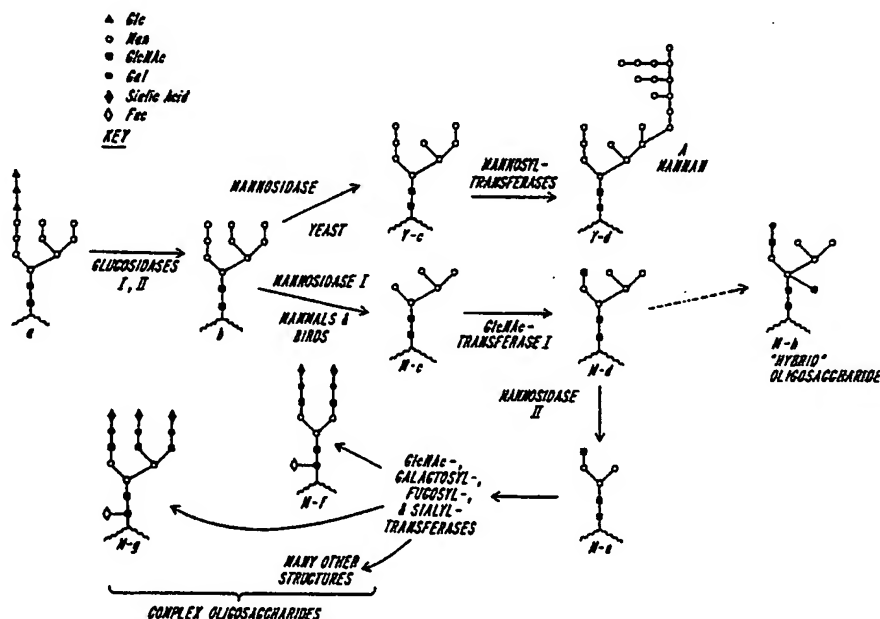 Glc
Man
GlcNAc
Gal
Sialic Acid
Fuc
KEY
a
GLUCOSIDASES
I, II
b
MANNOSIDASE
YEAST
Y-c
MANNOSYL-
TRANSFERASES
Y-d
A
MANNAN
MANNOSIDASE I
MAMMALS &
BIRDS
M-c
GlcNAc-
TRANSFERASE I
M-d
M-h
"HYBRID"
OLIGOSACCHARIDE
MANNOSIDASE
II
M-e
GlcNAc-,
GALACTOSYL-,
FUCOSYL-,
& SIALYL-
TRANSFERASES
M-f
M-g
MANY OTHER
STRUCTURES
COMPLEX OLIGOSACCHARIDES